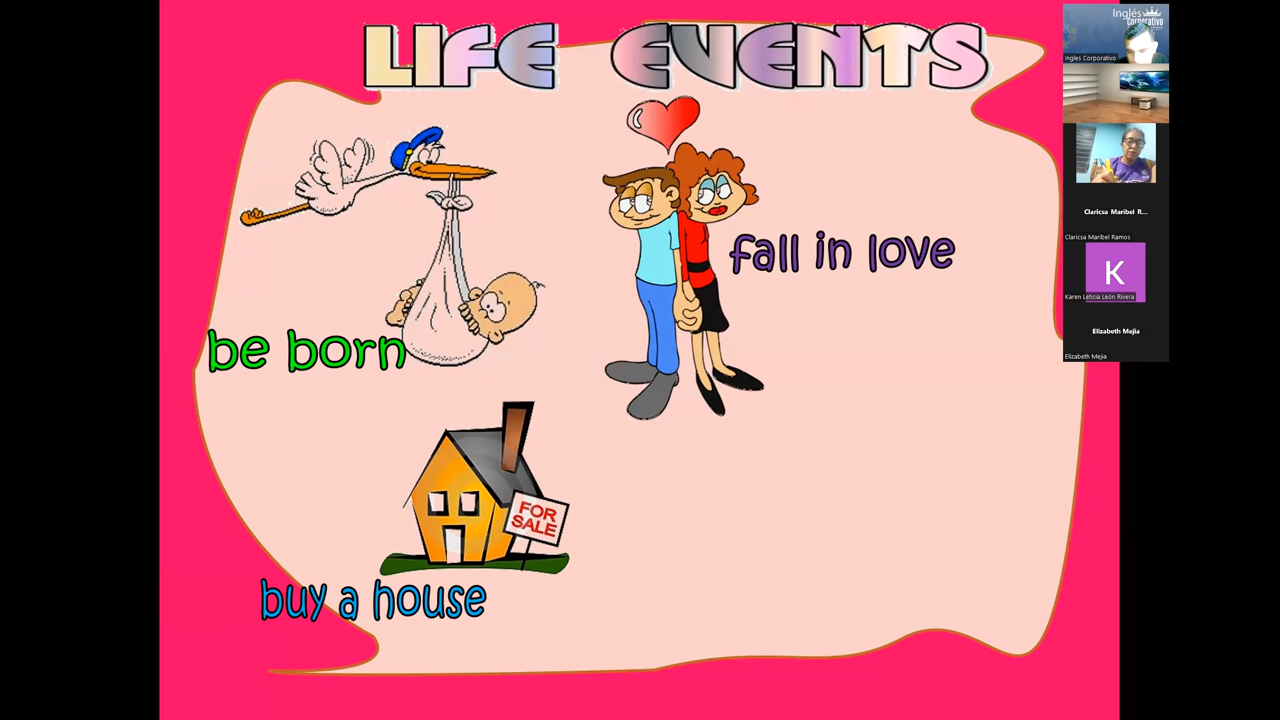 LIFE EVENTS
be born
fall in love
FOR
SALE
buy a house
Inglés
Corporativo
Ingles Corporativo
Claricsa Maribel R...
Claricsa Maribel Ramos
K
Karen Leticia León Rivera
Elizabeth Mejia
Elizabeth Mejia